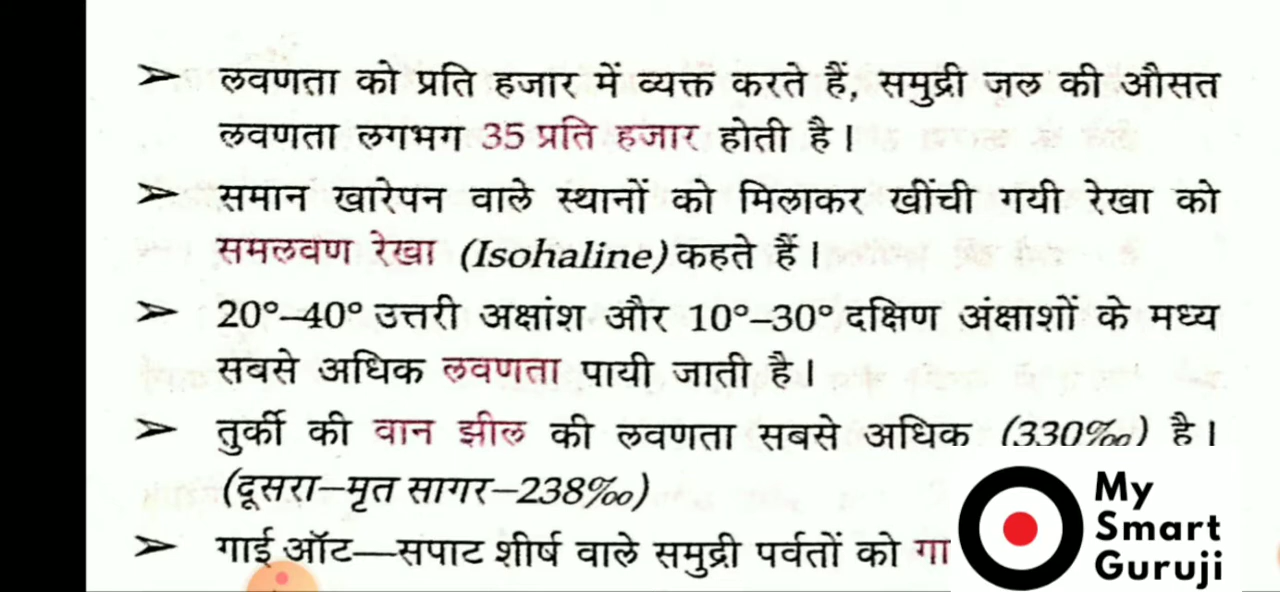 ➢ लवणता को प्रति हजार में व्यक्त करते हैं, समुद्री जल की औसत
लवणता लगभग 35 प्रति हजार होती है।
➢ समान खारेपन वाले स्थानों को मिलाकर खींची गयी रेखा को
समलवण रेखा (Isohaline) कहते हैं।
➢ 20°–40° उत्तरी अक्षांश और 10°–30° दक्षिण अंक्षाशों के मध्य
सबसे अधिक लवणता पायी जाती है।
➢ तुर्की की वान झील की लवणता सबसे अधिक (330‰) है।
(दूसरा–मृत सागर–238‰)
➢ गाई ऑट—सपाट शीर्ष वाले समुद्री पर्वतों को
My
Smart
Guruji